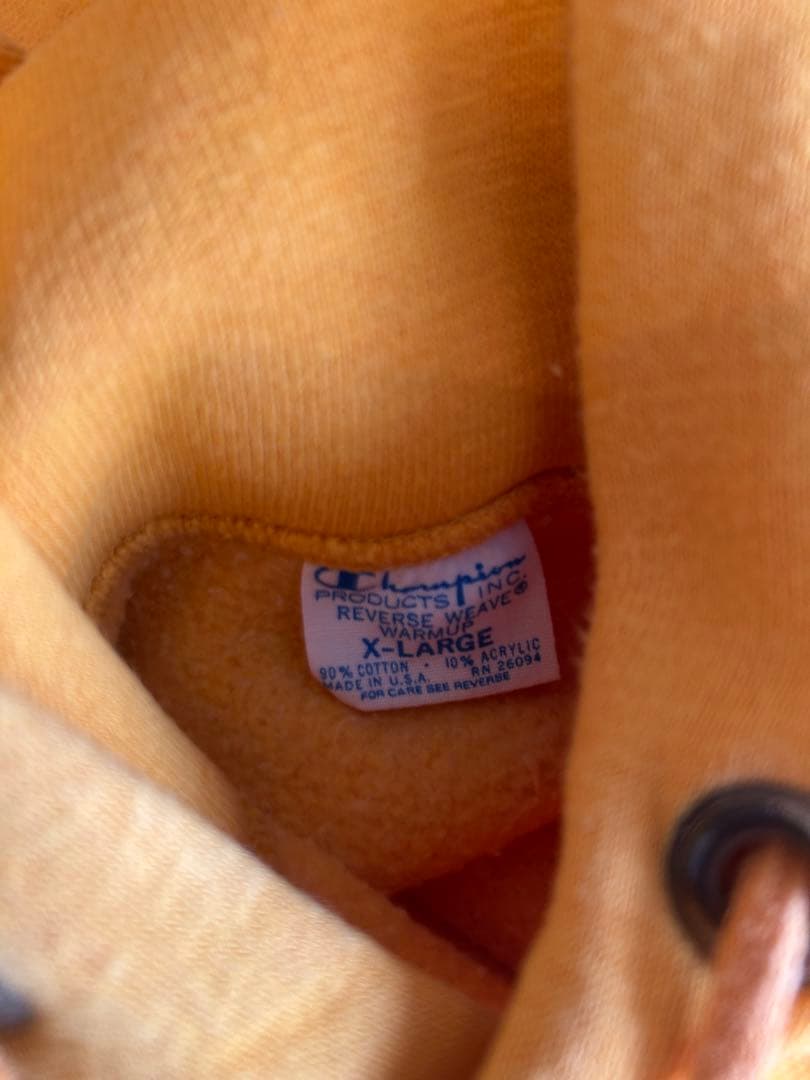 Champion
PRODUCTS INC.
REVERSE WEAVE®
WARMUP
X-LARGE
90% COTTON · 10% ACRYLIC
MADE IN U.S.A. RN 26094
FOR CARE SEE REVERSE